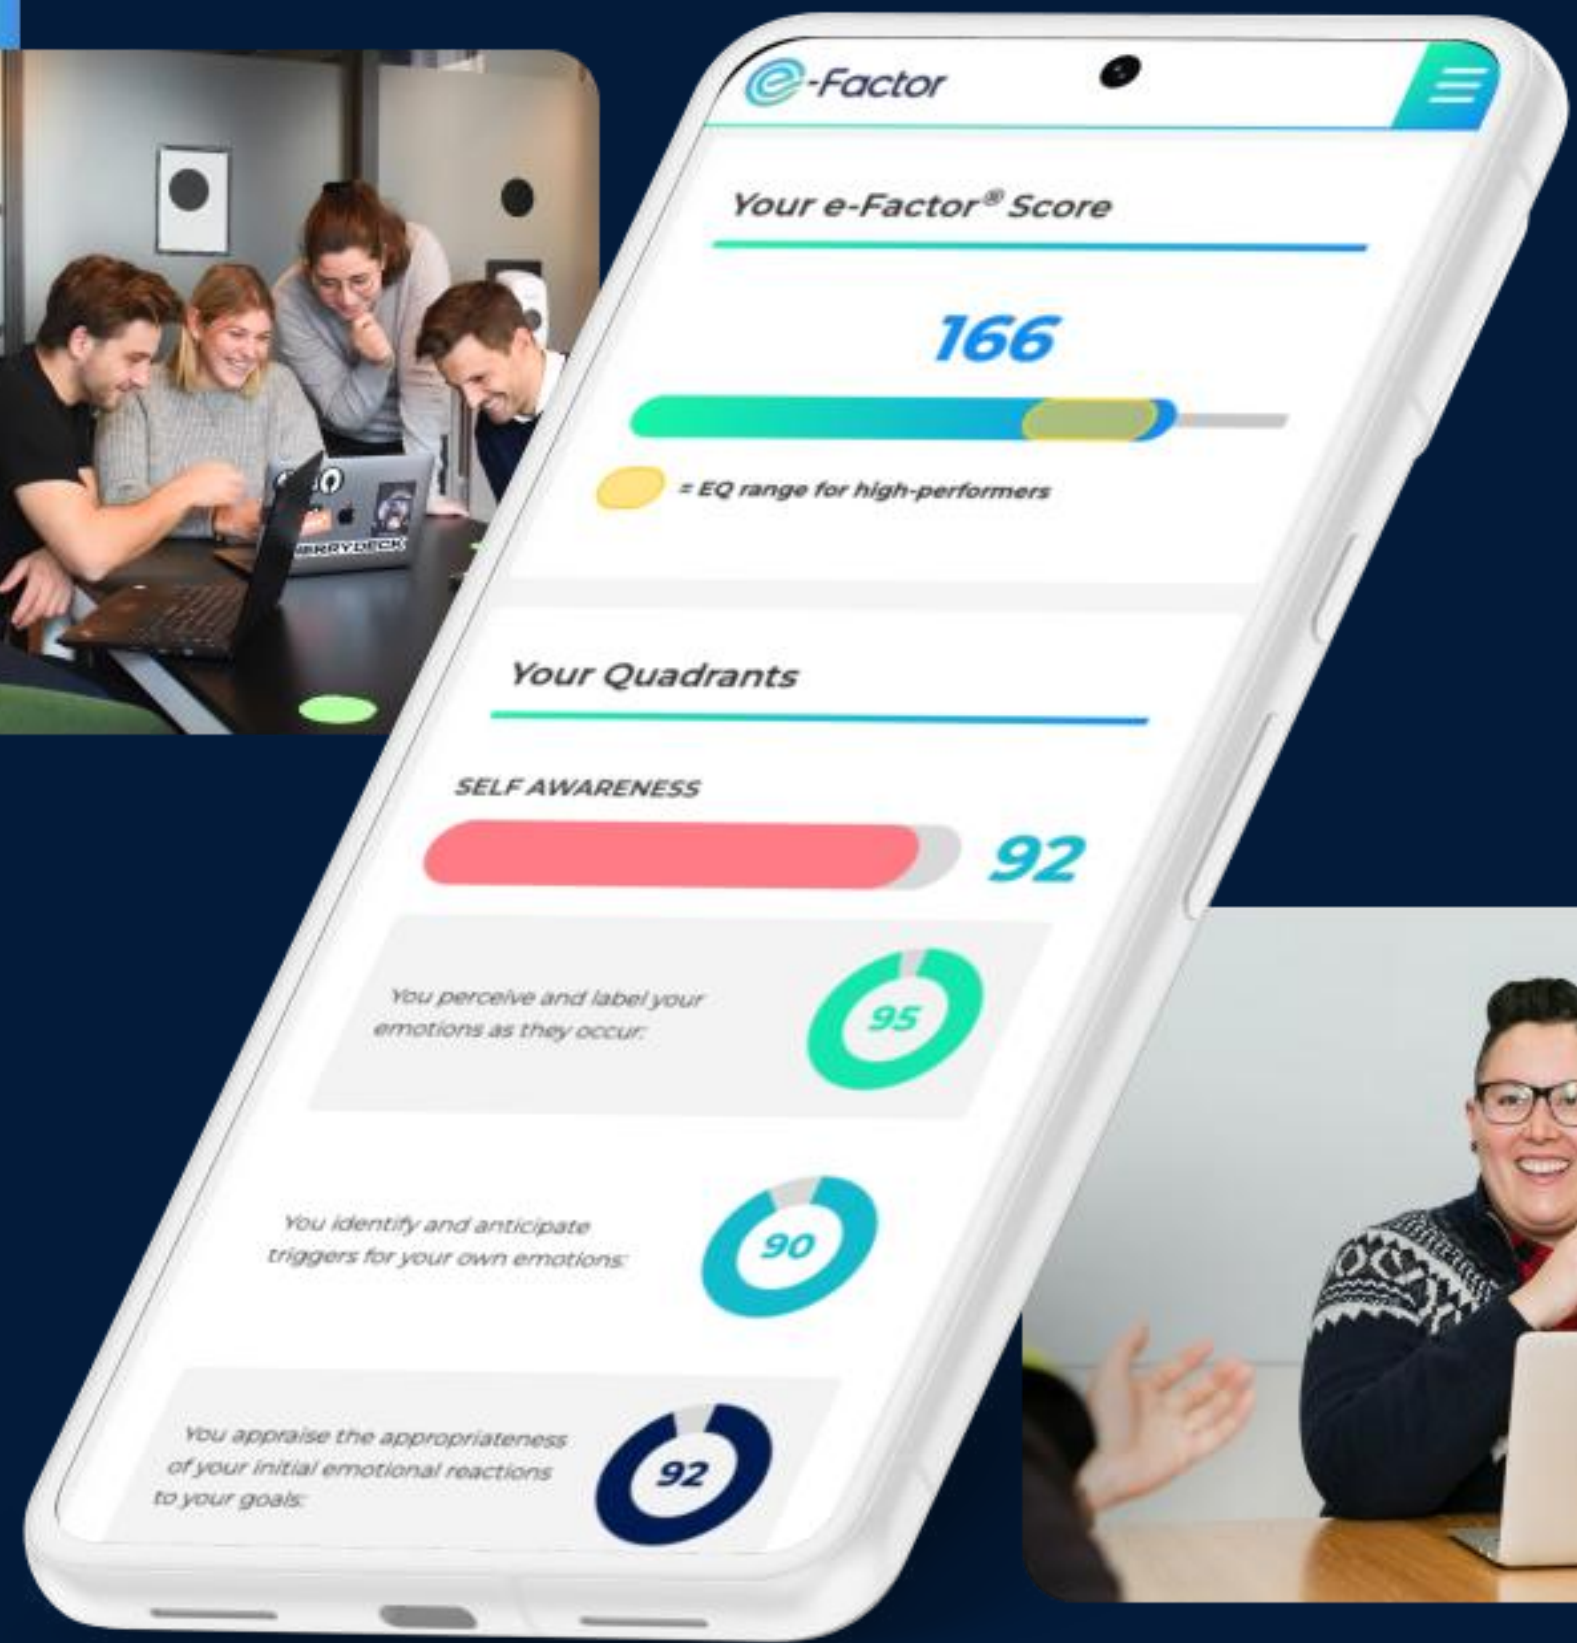 e-Factor
Your e-Factor® Score
166
= EQ range for high-performers
Your Quadrants
SELF AWARENESS
92
You perceive and label your
emotions as they occur:
95
You identify and anticipate
triggers for your own emotions:
90
You appraise the appropriateness
of your initial emotional reactions
to your goals:
92